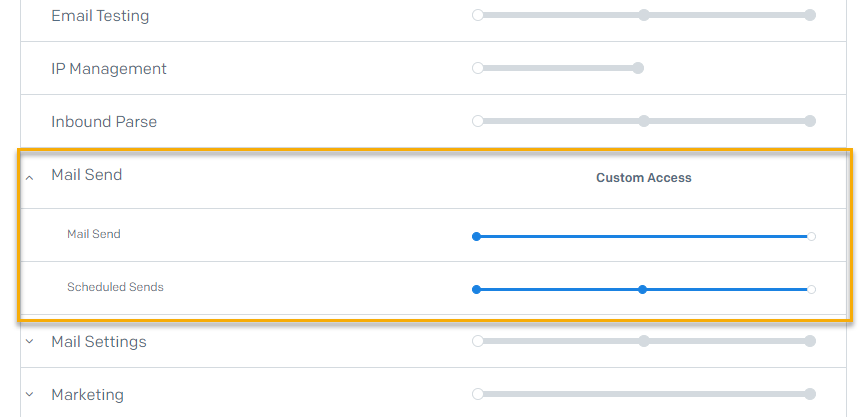 Email Testing
IP Management
Inbound Parse
Mail Send
Custom Access
Mail Send
Scheduled Sends
Mail Settings
Marketing